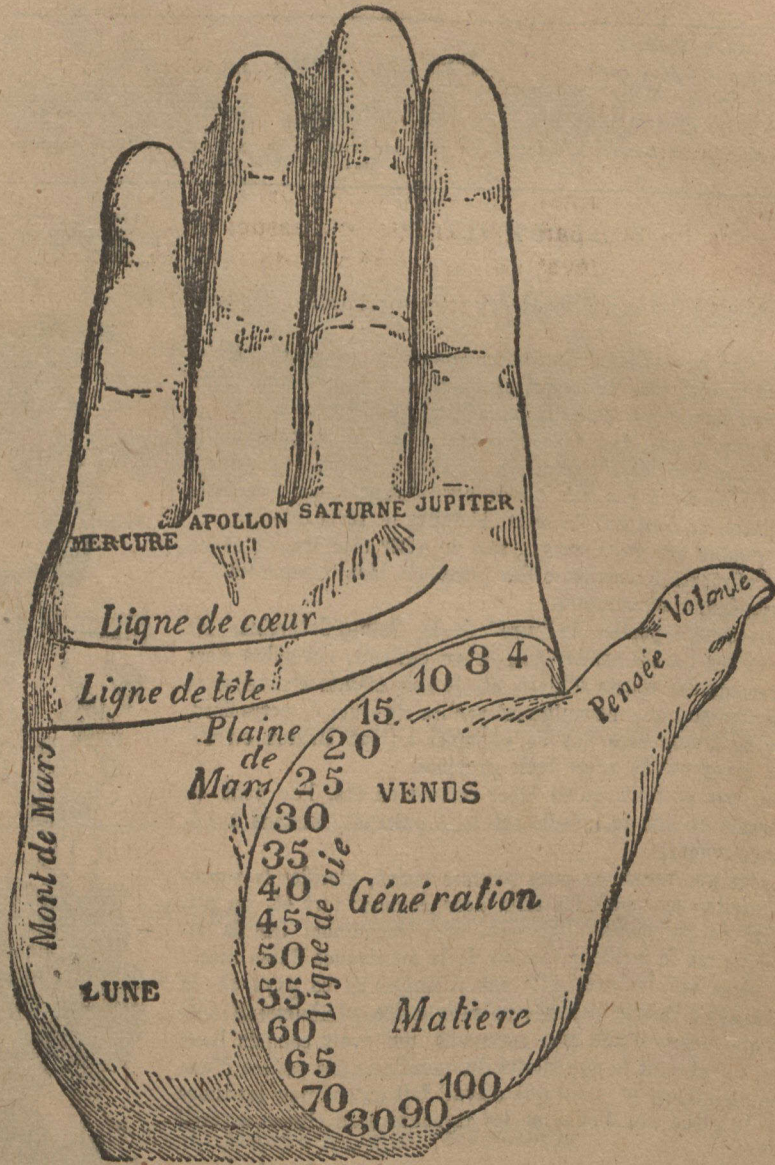 MERCURE APOLLON SATURNE JUPITER
Ligne de cœur
Ligne de tête
Plaine
de
Mars
Mont de Mars
LUNE
4
8
10
15
20
25
30
35
40
45
50
55
60
65
70
80
90
100
Ligne de vie
VENUS
Génération
Matiere
Pensée
Volonle